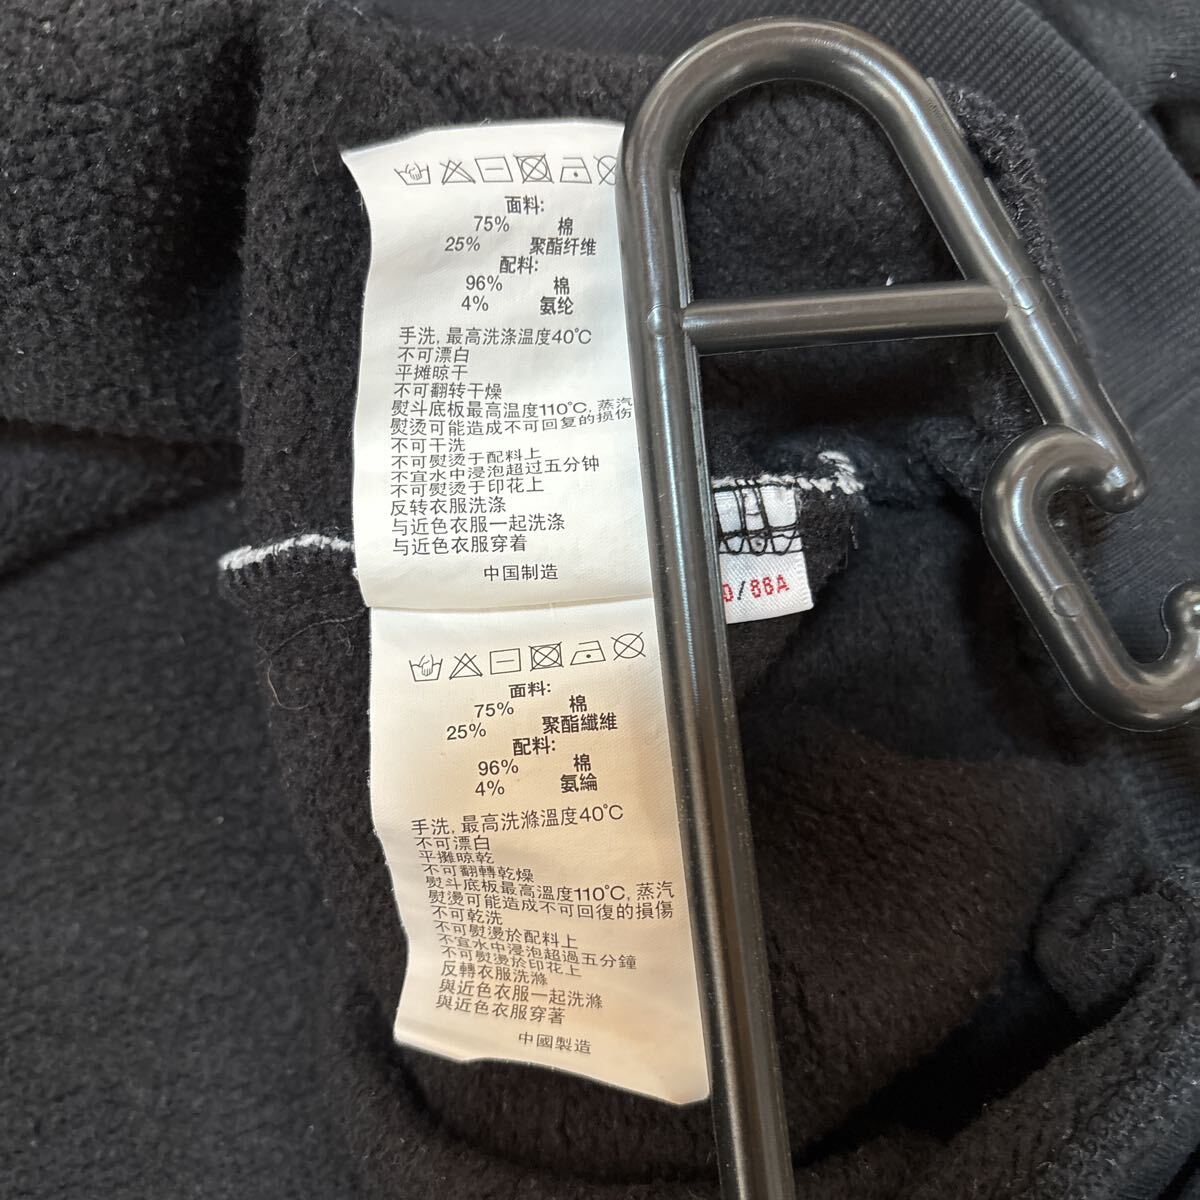 面料:
75% 棉
25% 聚酯纤维
配料:
96% 棉
4% 氨纶
手洗, 最高洗涤温度40°C
不可漂白
平摊晾干
不可翻转干燥
熨斗底板最高温度110°C, 蒸汽
熨烫可能造成不可回复的损伤
不可干洗
不可熨烫于配料上
不宜水中浸泡超过五分钟
不可熨烫于印花上
反转衣服洗涤
与近色衣服一起洗涤
与近色衣服穿着
中国制造
0/88A
面料:
75% 棉
25% 聚酯纖維
配料:
96% 棉
4% 氨綸
手洗, 最高洗滌溫度40°C
不可漂白
平攤晾乾
不可翻轉乾燥
熨斗底板最高溫度110°C, 蒸汽
熨燙可能造成不可回復的損傷
不可乾洗
不可熨燙於配料上
不宜水中浸泡超過五分鐘
不可熨燙於印花上
反轉衣服洗滌
與近色衣服一起洗滌
與近色衣服穿著
中國製造